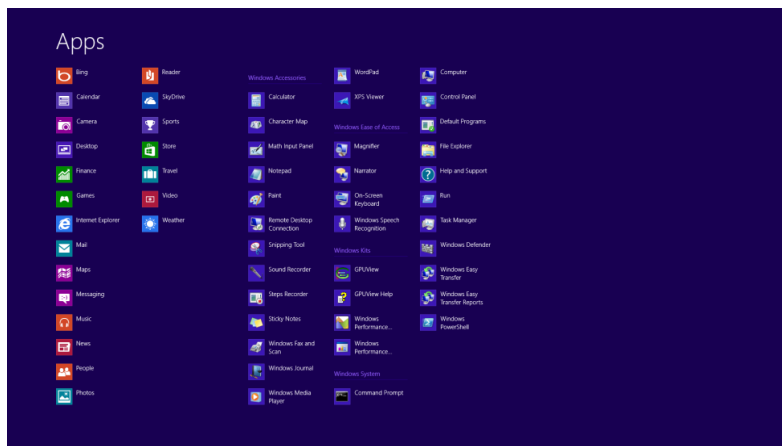 Apps
Bing
Calendar
Camera
Desktop
Finance
Games
Internet Explorer
Mail
Maps
Messaging
Music
News
People
Photos
Reader
SkyDrive
Sports
Store
Travel
Video
Weather
Windows Accessories
Calculator
Character Map
Math Input Panel
Notepad
Paint
Remote Desktop
Connection
Snipping Tool
Sound Recorder
Steps Recorder
Sticky Notes
Windows Fax and
Scan
Windows Journal
Windows Media
Player
WordPad
XPS Viewer
Windows Ease of Access
Magnifier
Narrator
On-Screen
Keyboard
Windows Speech
Recognition
Windows Kits
GPUView
GPUView Help
Windows
Performance...
Windows
Performance...
Windows System
Command Prompt
Computer
Control Panel
Default Programs
File Explorer
Help and Support
Run
Task Manager
Windows Defender
Windows Easy
Transfer
Windows Easy
Transfer Reports
Windows
PowerShell